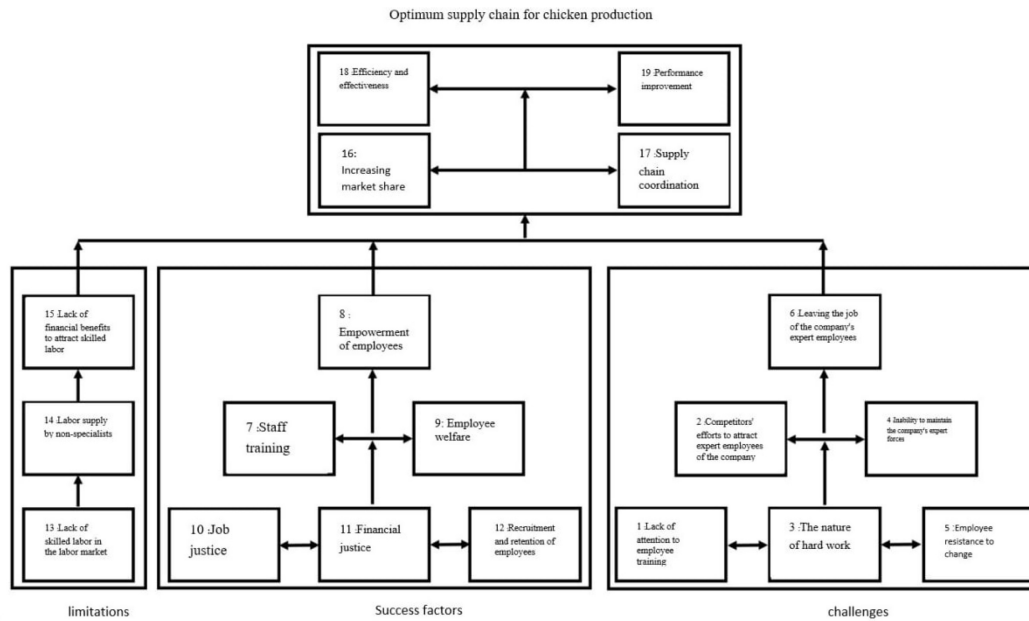 Optimum supply chain for chicken production
18 :Efficiency and
effectiveness
19 :Performance
improvement
16:
Increasing
market share
17 :Supply
chain
coordination
15 :Lack of
financial benefits
to attract skilled
labor
14 :Labor supply
by non-specialists
13 :Lack of
skilled labor in
the labor market
limitations
8 :
Empowerment
of employees
7 :Staff
training
9: Employee
welfare
10 :Job
justice
11 :Financial
justice
12 :Recruitment
and retention of
employees
Success factors
6 :Leaving the job
of the company's
expert employees
2 :Competitors'
efforts to attract
expert employees
of the company
4 :Inability to maintain
the company's expert
forces
1 :Lack of
attention to
employee
training
3 :The nature
of hard work
5 :Employee
resistance to
change
challenges